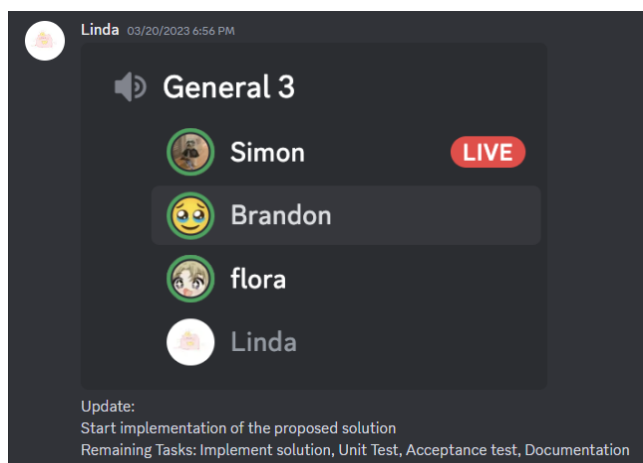 Linda 03/20/2023 6:56 PM
General 3
Simon LIVE
Brandon
flora
Linda
Update:
Start implementation of the proposed solution
Remaining Tasks: Implement solution, Unit Test, Acceptance test, Documentation